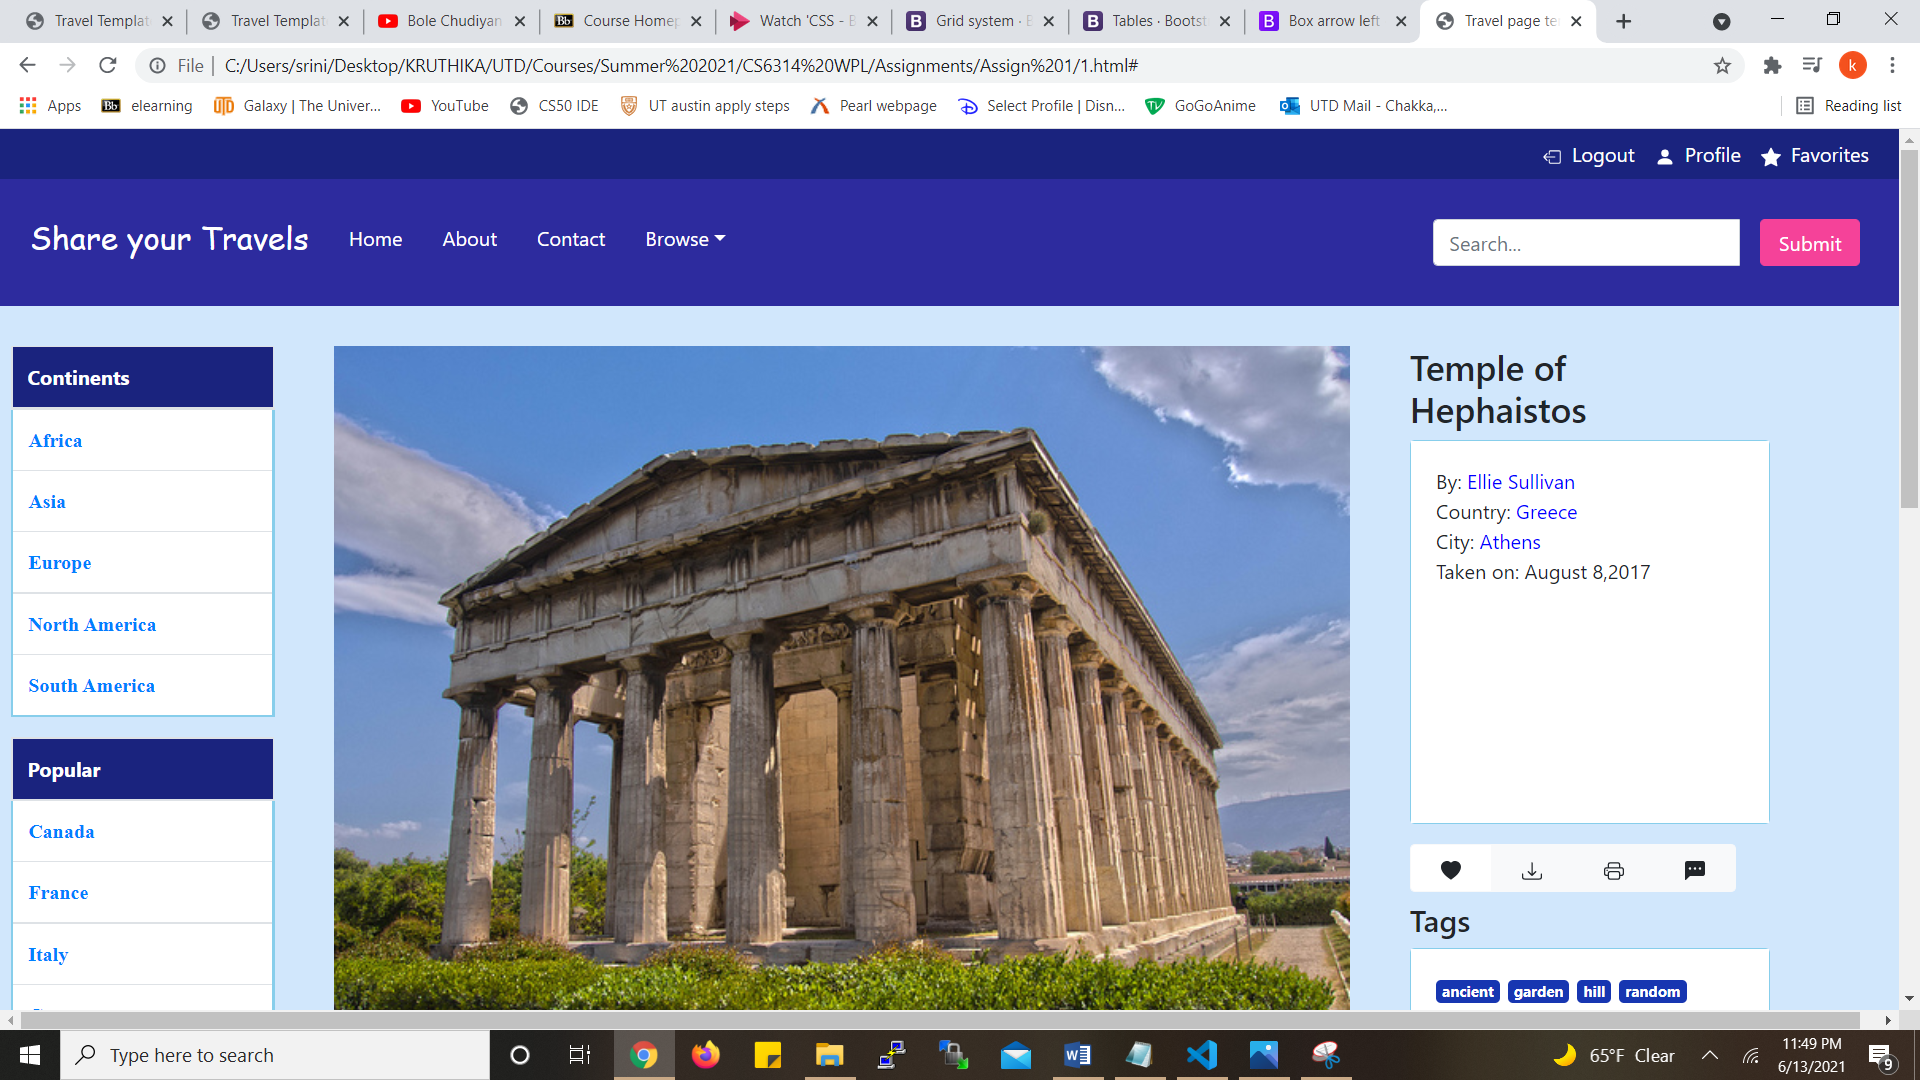 Travel Templat
Travel Templat
Bole Chudiyan
Course Homep
Watch 'CSS - B
Grid system · B
Tables · Bootst
Box arrow left
Travel page te
File | C:/Users/srini/Desktop/KRUTHIKA/UTD/Courses/Summer%202021/CS6314%20WPL/Assignments/Assign%201/1.html#
k
Apps
Bb elearning
Galaxy | The Univer...
YouTube
CS50 IDE
UT austin apply steps
Pearl webpage
Select Profile | Disn...
GoGoAnime
UTD Mail - Chakka,...
Reading list
Logout
Profile
Favorites
Share your Travels
Home
About
Contact
Browse
Search...
Submit
Continents
Africa
Asia
Europe
North America
South America
Popular
Canada
France
Italy
Temple of
Hephaistos
By: Ellie Sullivan
Country: Greece
City: Athens
Taken on: August 8,2017
Tags
ancient garden hill random
Type here to search
65°F Clear
11:49 PM
6/13/2021
9